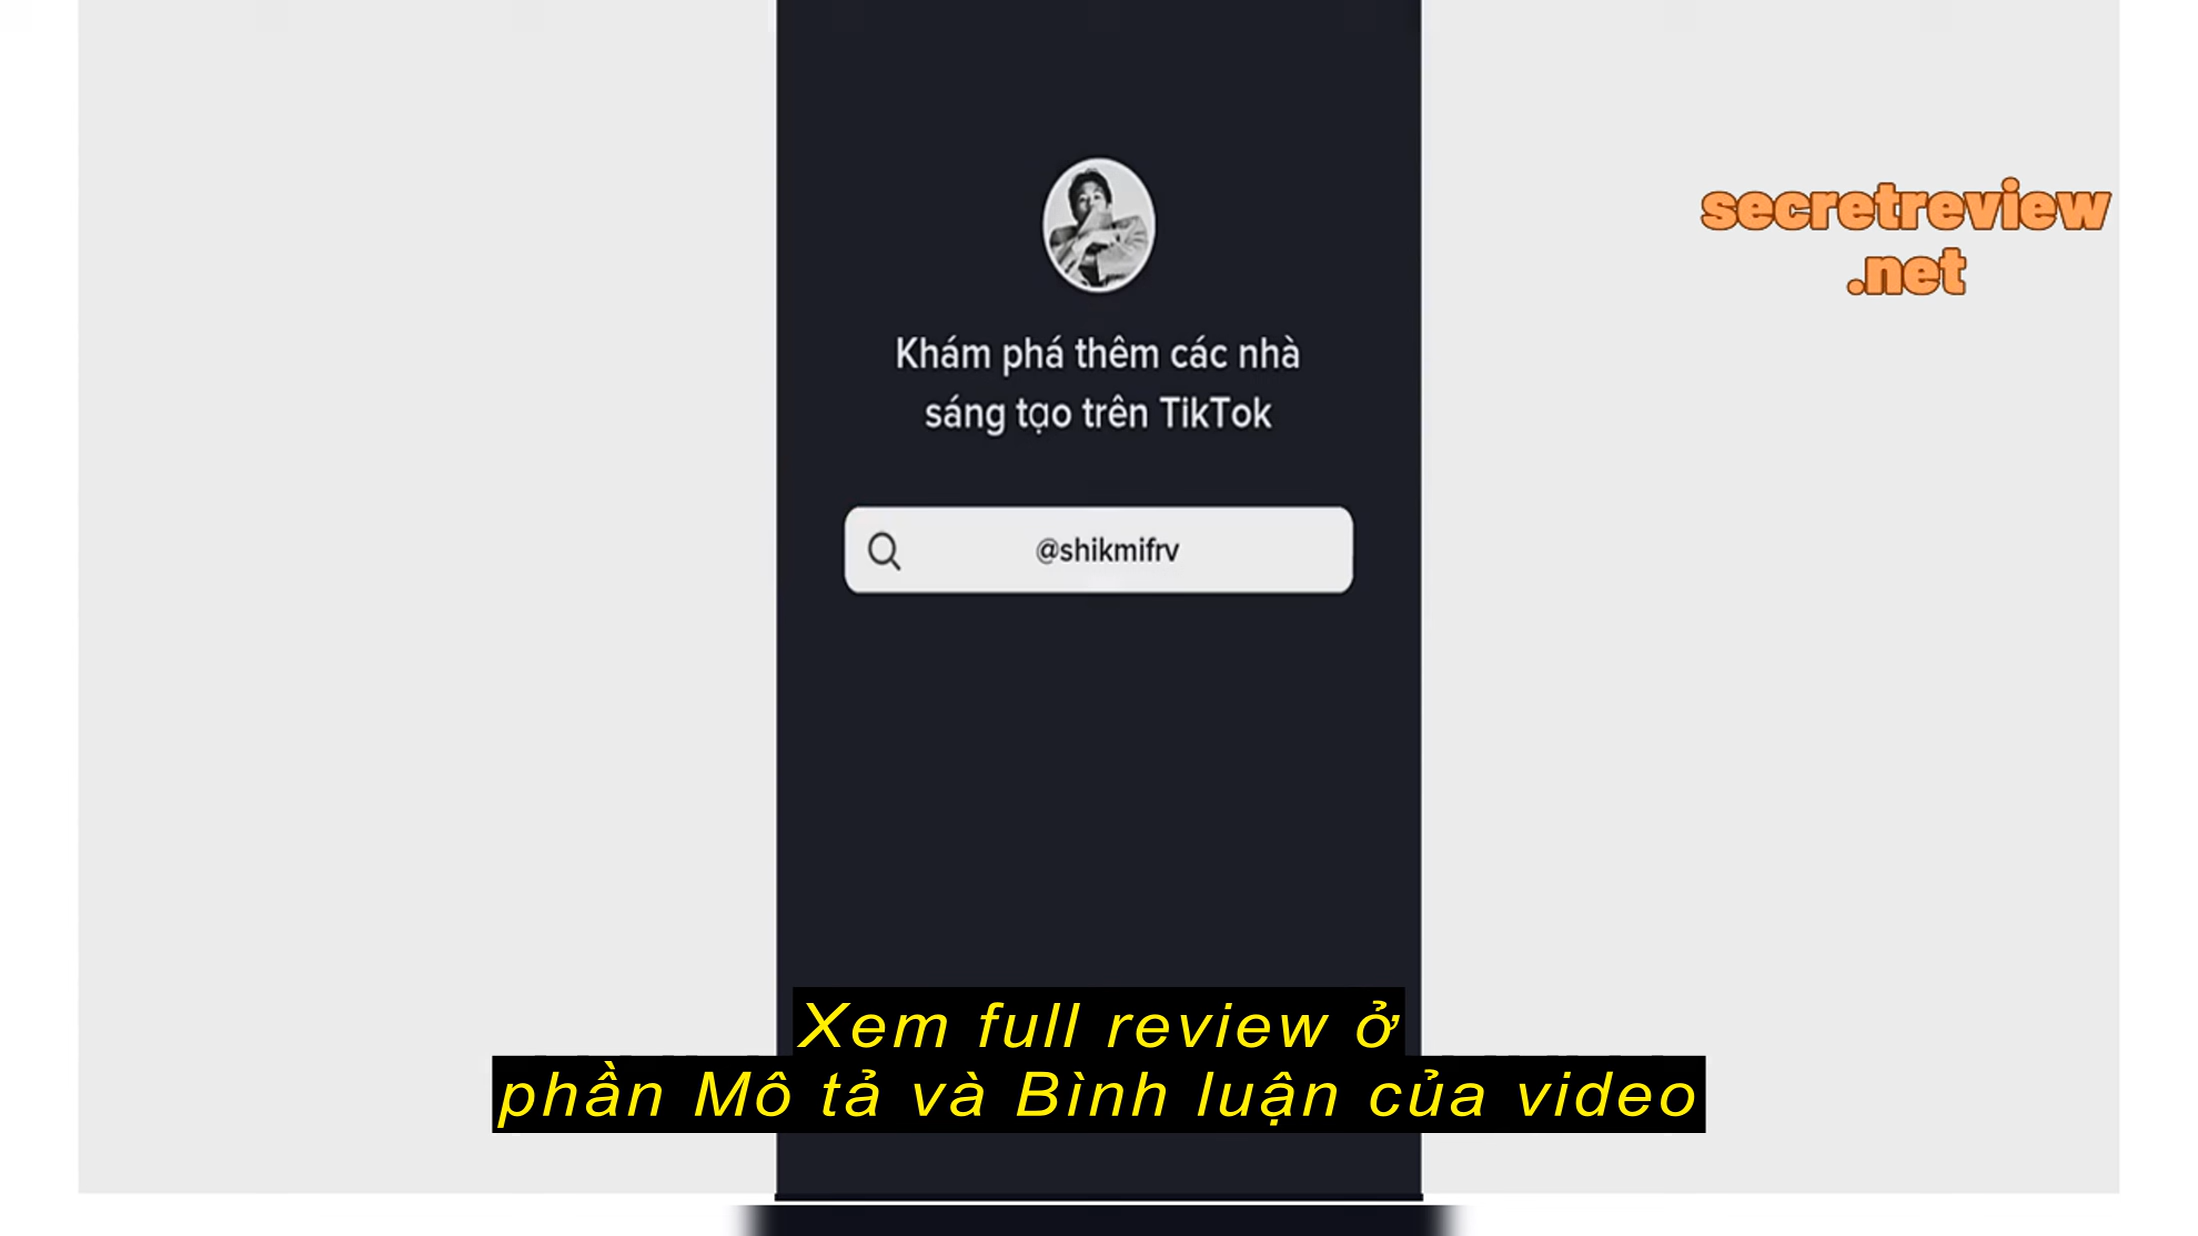 secretreview
.net
Khám phá thêm các nhà
sáng tạo trên TikTok
@shikmifrv
Xem full review ở
phần Mô tả và Bình luận của video